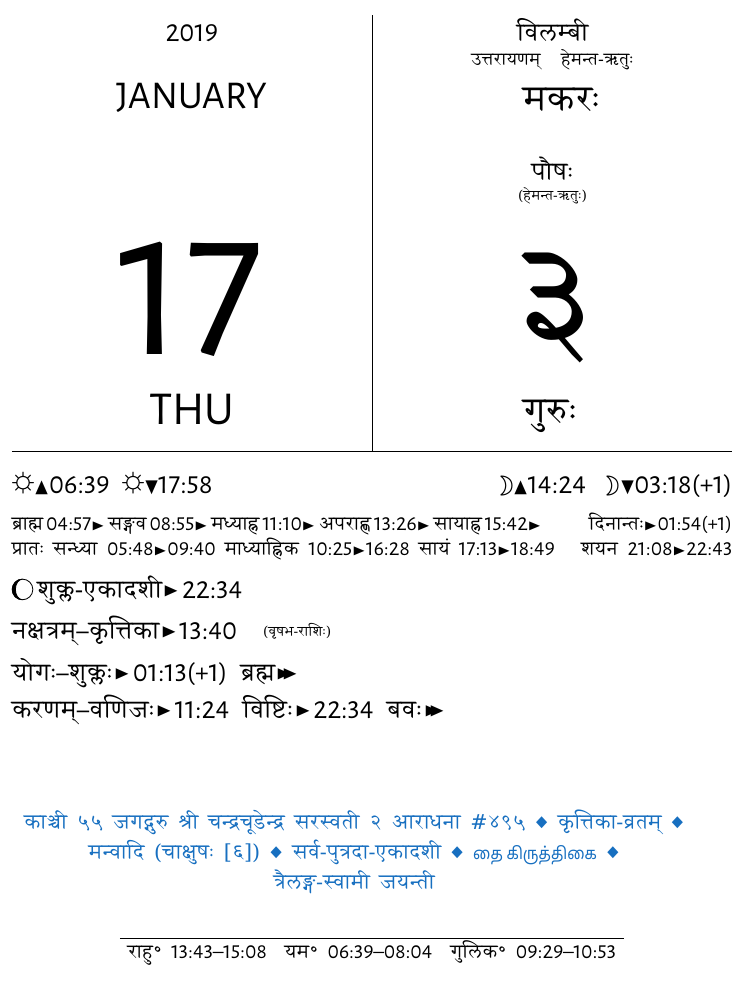 2019
JANUARY
17
THU
विलम्बी
उत्तरायणम् हेमन्त-ऋतुः
मकरः
पौषः
(हेमन्त-ऋतुः)
३
गुरुः
☼▲06:39 ☼▼17:58 ☽▲14:24 ☽▼03:18(+1)
ब्राह्म 04:57► सङ्गव 08:55► मध्याह्न 11:10► अपराह्ण 13:26► सायाह्न 15:42► दिनान्तः►01:54(+1)
प्रातः सन्ध्या 05:48►09:40 माध्याह्निक 10:25►16:28 सायं 17:13►18:49 शयन 21:08►22:43
शुक्ल-एकादशी►22:34
नक्षत्रम्–कृत्तिका►13:40 (वृषभ-राशिः)
योगः–शुक्लः►01:13(+1) ब्रह्म►►
करणम्–वणिजः►11:24 विष्टिः►22:34 बवः►►
काञ्ची ५५ जगद्गुरु श्री चन्द्रचूडेन्द्र सरस्वती २ आराधना #४९५ ◆ कृत्तिका-व्रतम् ◆
मन्वादि (चाक्षुषः [६]) ◆ सर्व-पुत्रदा-एकादशी ◆ தை கிருத்திகை ◆
त्रैलङ्ग-स्वामी जयन्ती
राहु° 13:43–15:08 यम° 06:39–08:04 गुलिक° 09:29–10:53